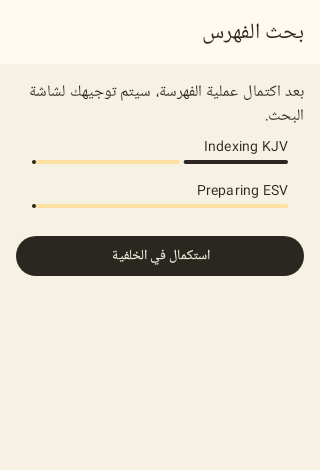 بحث الفهرس
بعد اكتمال عملية الفهرسة، سيتم توجيهك لشاشة
البحث.
Indexing KJV
Preparing ESV
استكمال في الخلفية